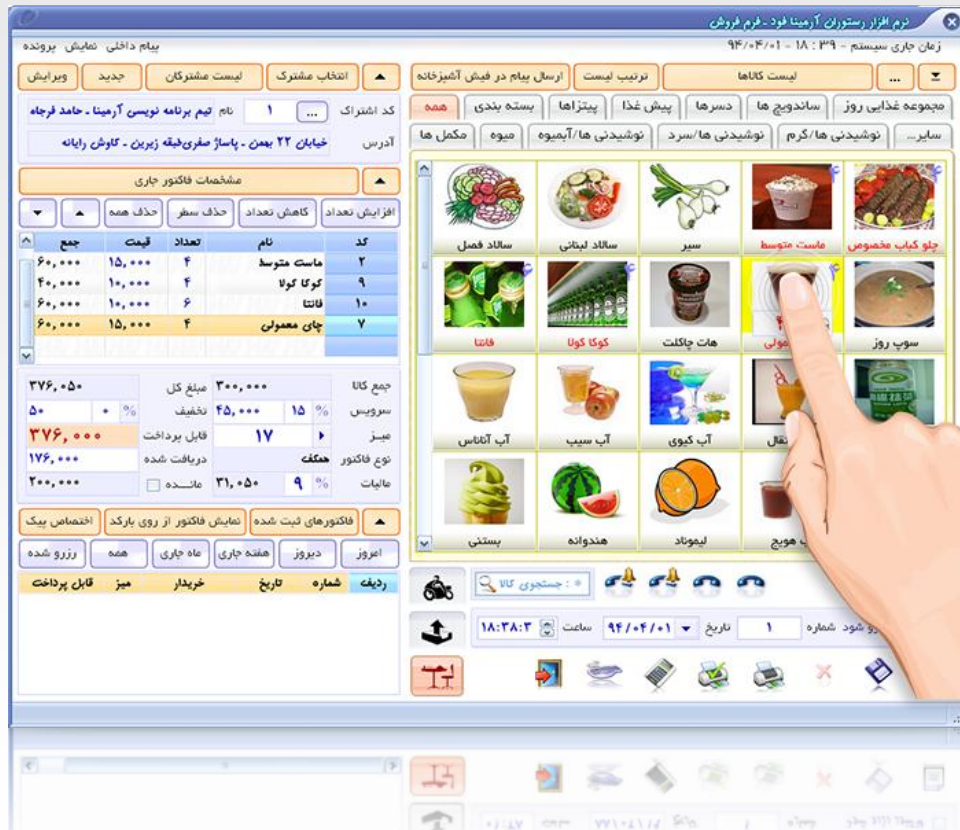 نرم افزار رستوران آرمینا فود - فرم فروش
زمان جاری سیستم - ۳۹ : ۱۸ - ۹۴/۰۴/۰۱
پیام داخلی نمایش پرونده
... لیست کالاها ترتیب لیست ارسال پیام در فیش آشپزخانه
مجموعه غذایی روز ساندویچ ها دسرها پیش غذا پیتزاها بسته بندی همه
سایر... نوشیدنی ها/گرم نوشیدنی ها/سرد نوشیدنی ها/آبمیوه میوه مکمل ها
چلو کباب مخصوص ماست متوسط سیر سالاد لبنانی سالاد فصل
سوپ روز هات چاکلت کوکا کولا فانتا
آب کیوی آب سیب آب آناناس
لیموناد هندوانه بستنی
* : جستجوی کالا
شماره ۱ تاریخ ۹۴/۰۴/۰۱ ساعت ۱۸:۳۸:۳
انتخاب مشترک لیست مشترکان جدید ویرایش
کد اشتراک ... ۱ نام تیم برنامه نویسی آرمینا - حامد فرجاه
آدرس خیابان ۲۲ بهمن - پاساژ صفری‌طبقه زیرین - کاوش رایانه
مشخصات فاکتور جاری
افزایش تعداد کاهش تعداد حذف سطر حذف همه
کد نام تعداد قیمت جمع
۲ ماست متوسط ۴ ۱۵,۰۰۰ ۶۰,۰۰۰
۹ کوکا کولا ۴ ۱۰,۰۰۰ ۴۰,۰۰۰
۱۰ فانتا ۶ ۱۰,۰۰۰ ۶۰,۰۰۰
۷ چای معمولی ۴ ۱۵,۰۰۰ ۶۰,۰۰۰
جمع کالا ۳۰۰,۰۰۰ مبلغ کل ۳۷۶,۰۵۰
سرویس % ۱۵ ۴۵,۰۰۰ تخفیف % ۰ ۵۰
میـز ۱۷ قابل پرداخت ۳۷۶,۰۰۰
نوع فاکتور همکف دریافت شده ۱۷۶,۰۰۰
مالیات % ۹ ۳۱,۰۵۰ مانـــده ۲۰۰,۰۰۰
فاکتورهای ثبت شده نمایش فاکتور از روی بارکد اختصاص پیک
امروز دیروز هفته جاری ماه جاری همه رزرو شده
ردیف شماره تاریخ خریدار میز قابل پرداخت